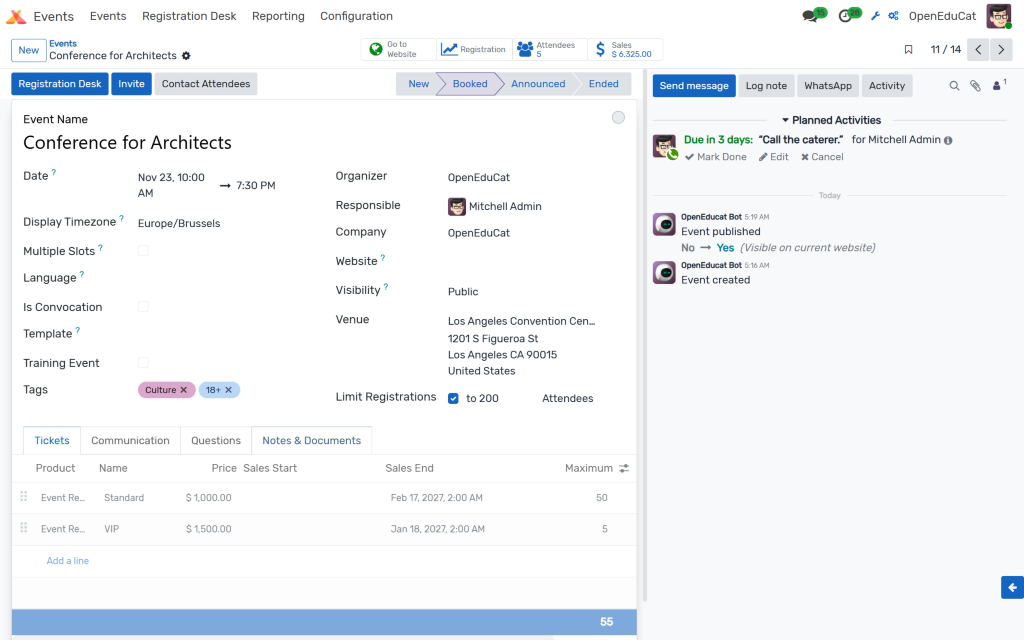 Events Events Registration Desk Reporting Configuration 15 28 OpenEduCat
New Events
Conference for Architects
Go to Website
Registration
Attendees 5
Sales $ 6,325.00
11 / 14
Registration Desk Invite Contact Attendees New Booked Announced Ended
Send message Log note WhatsApp Activity 1
Event Name
Conference for Architects
Date ? Nov 23, 10:00 AM → 7:30 PM
Display Timezone ? Europe/Brussels
Multiple Slots ?
Language ?
Is Convocation
Template ?
Training Event
Tags Culture ✕ 18+ ✕
Organizer OpenEduCat
Responsible Mitchell Admin
Company OpenEduCat
Website ?
Visibility ? Public
Venue Los Angeles Convention Cen...
1201 S Figueroa St
Los Angeles CA 90015
United States
Limit Registrations to 200 Attendees
Tickets Communication Questions Notes & Documents
Product Name Price Sales Start Sales End Maximum
Event Re... Standard $ 1,000.00 Feb 17, 2027, 2:00 AM 50
Event Re... VIP $ 1,500.00 Jan 18, 2027, 2:00 AM 5
Add a line
55
Planned Activities
Due in 3 days: “Call the caterer.” for Mitchell Admin
Mark Done Edit Cancel
Today
OpenEducat Bot 5:19 AM
Event published
No → Yes (Visible on current website)
OpenEducat Bot 5:16 AM
Event created